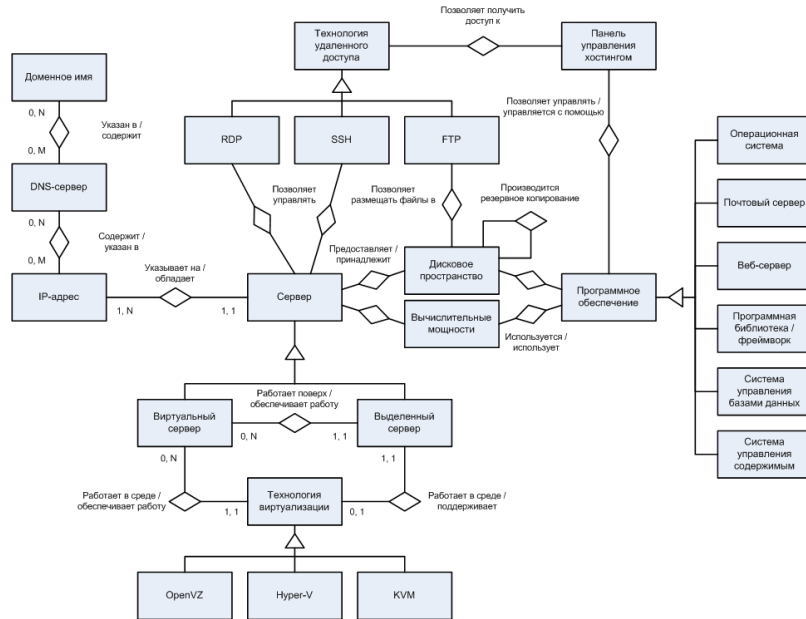 Позволяет получить
доступ к
Технология
удаленного
доступа
Панель
управления
хостингом
Доменное имя
0, N
Указан в /
содержит
0, M
DNS-сервер
0, N
Содержит /
указан в
0, M
IP-адрес
RDP
SSH
FTP
Позволяет управлять /
управляется с помощью
Позволяет
управлять
Позволяет
размещать файлы в
Производится
резервное копирование
Указывает на /
обладает
1, N
1, 1
Сервер
Предоставляет /
принадлежит
Дисковое
пространство
Вычислительные
мощности
Используется /
использует
Программное
обеспечение
Операционная
система
Почтовый сервер
Веб-сервер
Программная
библиотека /
фреймворк
Система
управления
базами данных
Система
управления
содержимым
Работает поверх /
обеспечивает работу
Виртуальный
сервер
0, N
1, 1
Выделенный
сервер
0, N
1, 1
Работает в среде /
обеспечивает работу
1, 1
Технология
виртуализации
0, 1
Работает в среде /
поддерживает
OpenVZ
Hyper-V
KVM